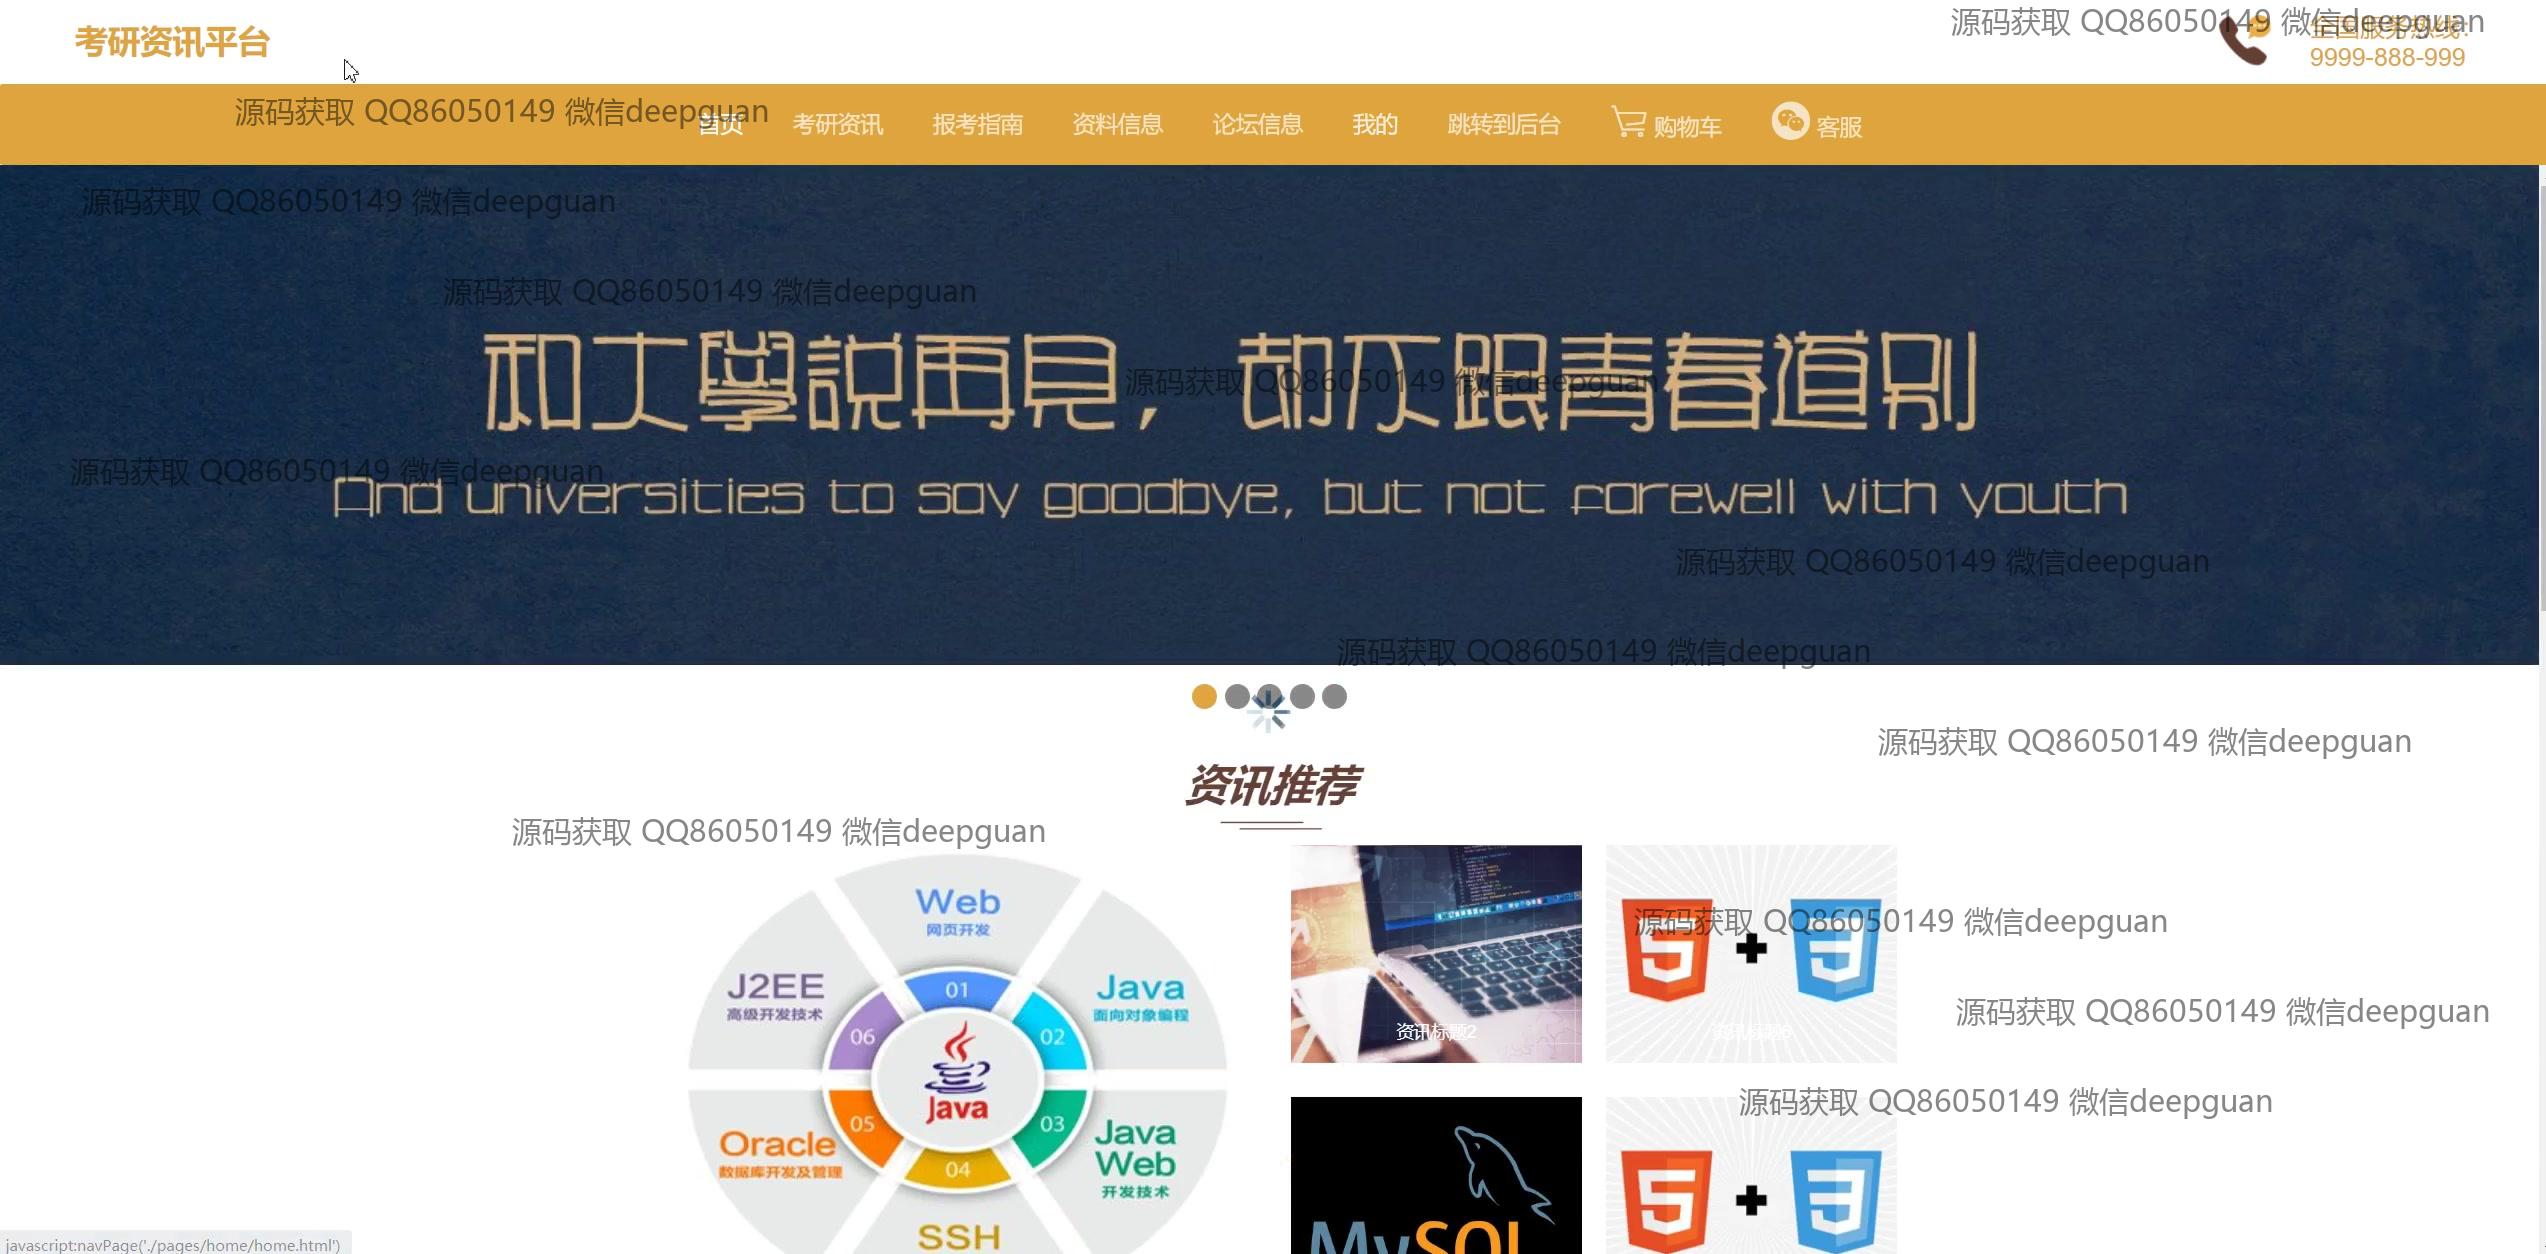 考研资讯平台
源码获取 QQ86050149 微信deepguan
全国服务热线:
9999-888-999
源码获取 QQ86050149 微信deepguan
首页 考研资讯 报考指南 资料信息 论坛信息 我的 跳转到后台 购物车 客服
源码获取 QQ86050149 微信deepguan
源码获取 QQ86050149 微信deepguan
和大學説再見，却不跟青春道别
源码获取 QQ86050149 微信deepguan
源码获取 QQ86050149 微信deepguan
And universities to say goodbye, but not farewell with youth
源码获取 QQ86050149 微信deepguan
源码获取 QQ86050149 微信deepguan
源码获取 QQ86050149 微信deepguan
资讯推荐
源码获取 QQ86050149 微信deepguan
Web
网页开发
J2EE
高级开发技术
Java
面向对象编程
01
02
03
04
05
06
Java
Oracle
数据库开发及管理
Java
Web
开发技术
SSH
源码获取 QQ86050149 微信deepguan
5
3
资讯标题2
源码获取 QQ86050149 微信deepguan
源码获取 QQ86050149 微信deepguan
MySQL
5
3
javascript:navPage('./pages/home/home.html')